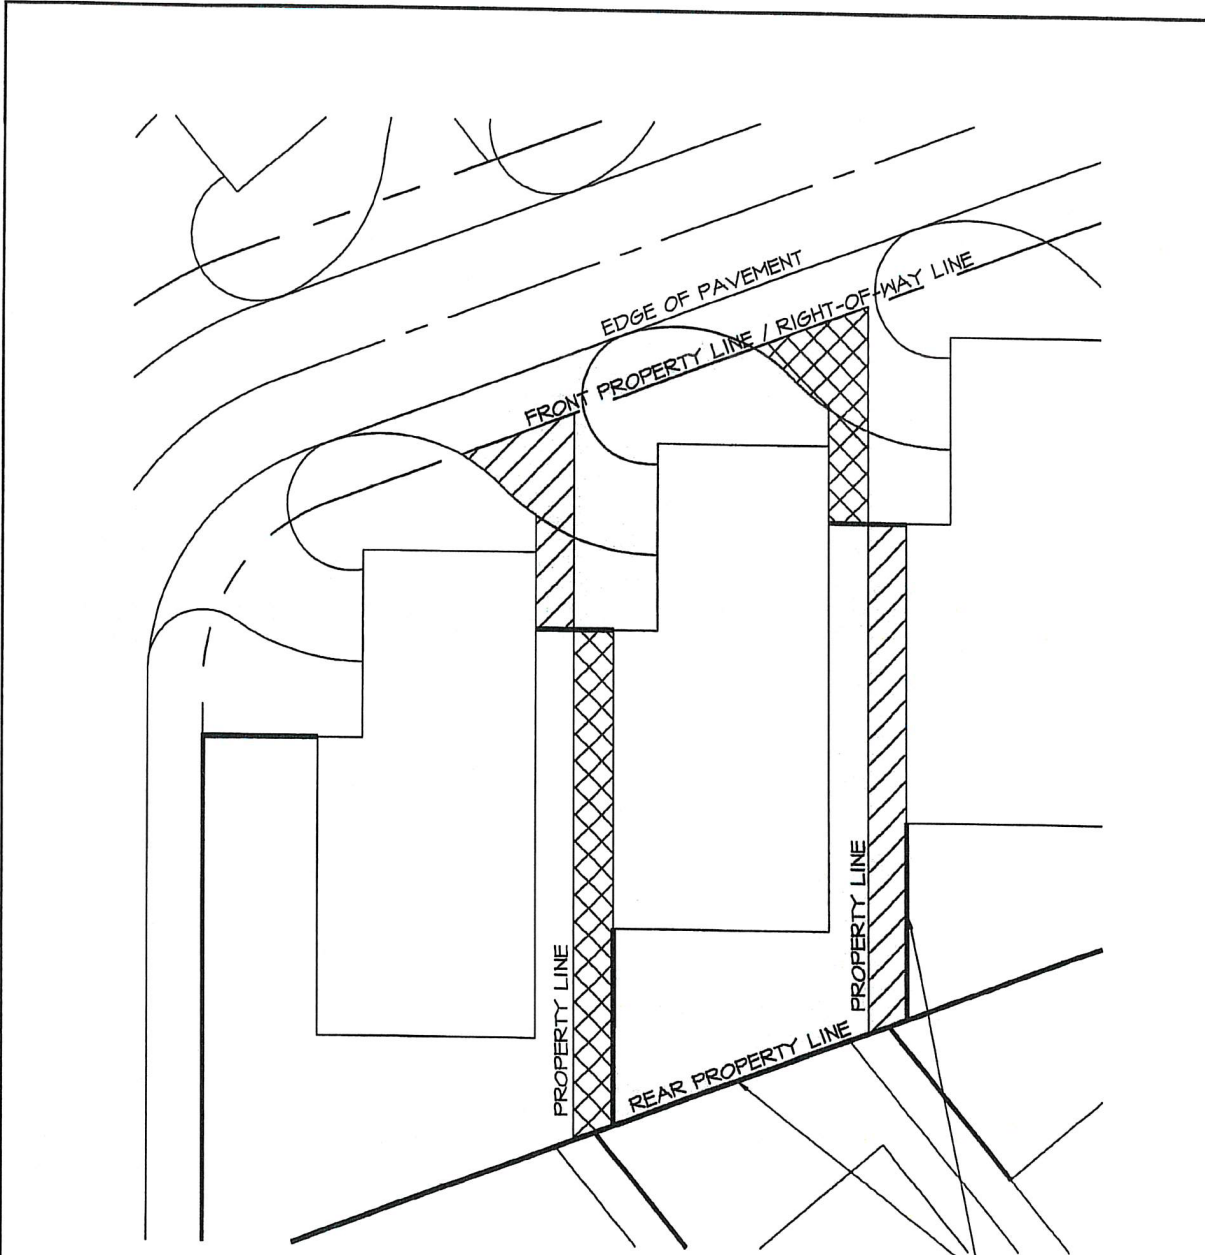 EDGE OF PAVEMENT
FRONT PROPERTY LINE / RIGHT-OF-WAY LINE
PROPERTY LINE
PROPERTY LINE
REAR PROPERTY LINE